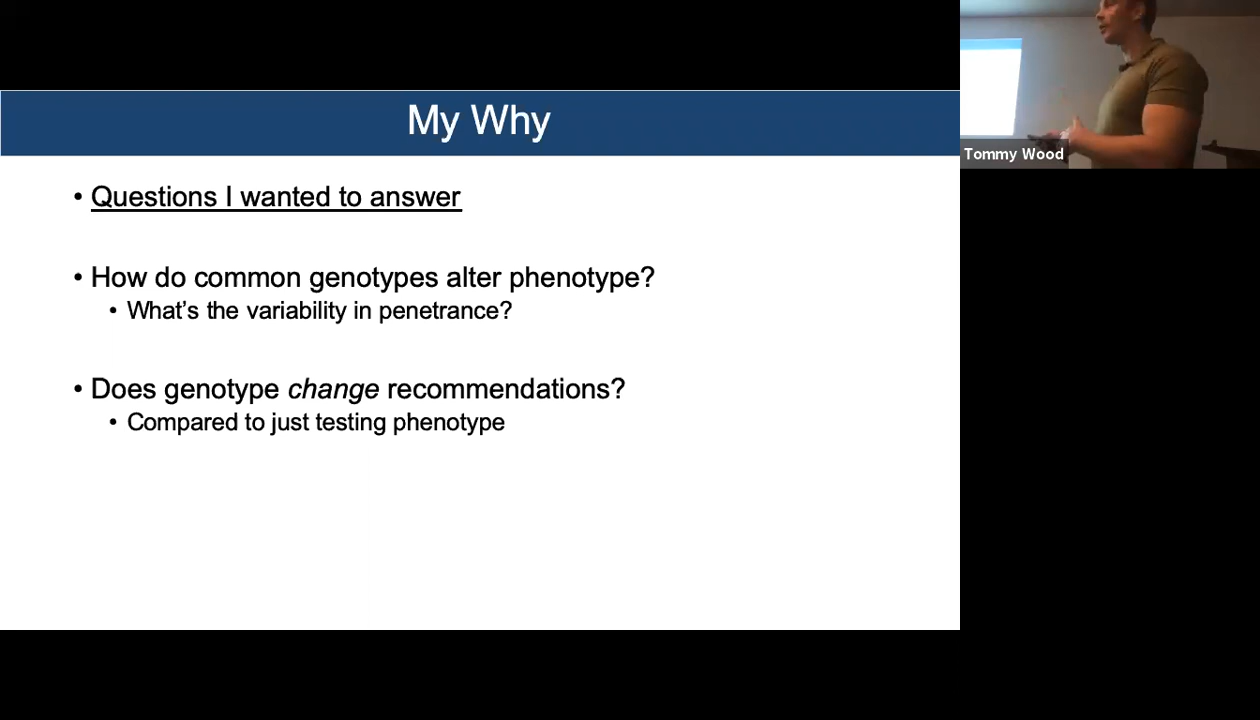 My Why
• Questions I wanted to answer
• How do common genotypes alter phenotype?
• What's the variability in penetrance?
• Does genotype change recommendations?
• Compared to just testing phenotype
Tommy Wood